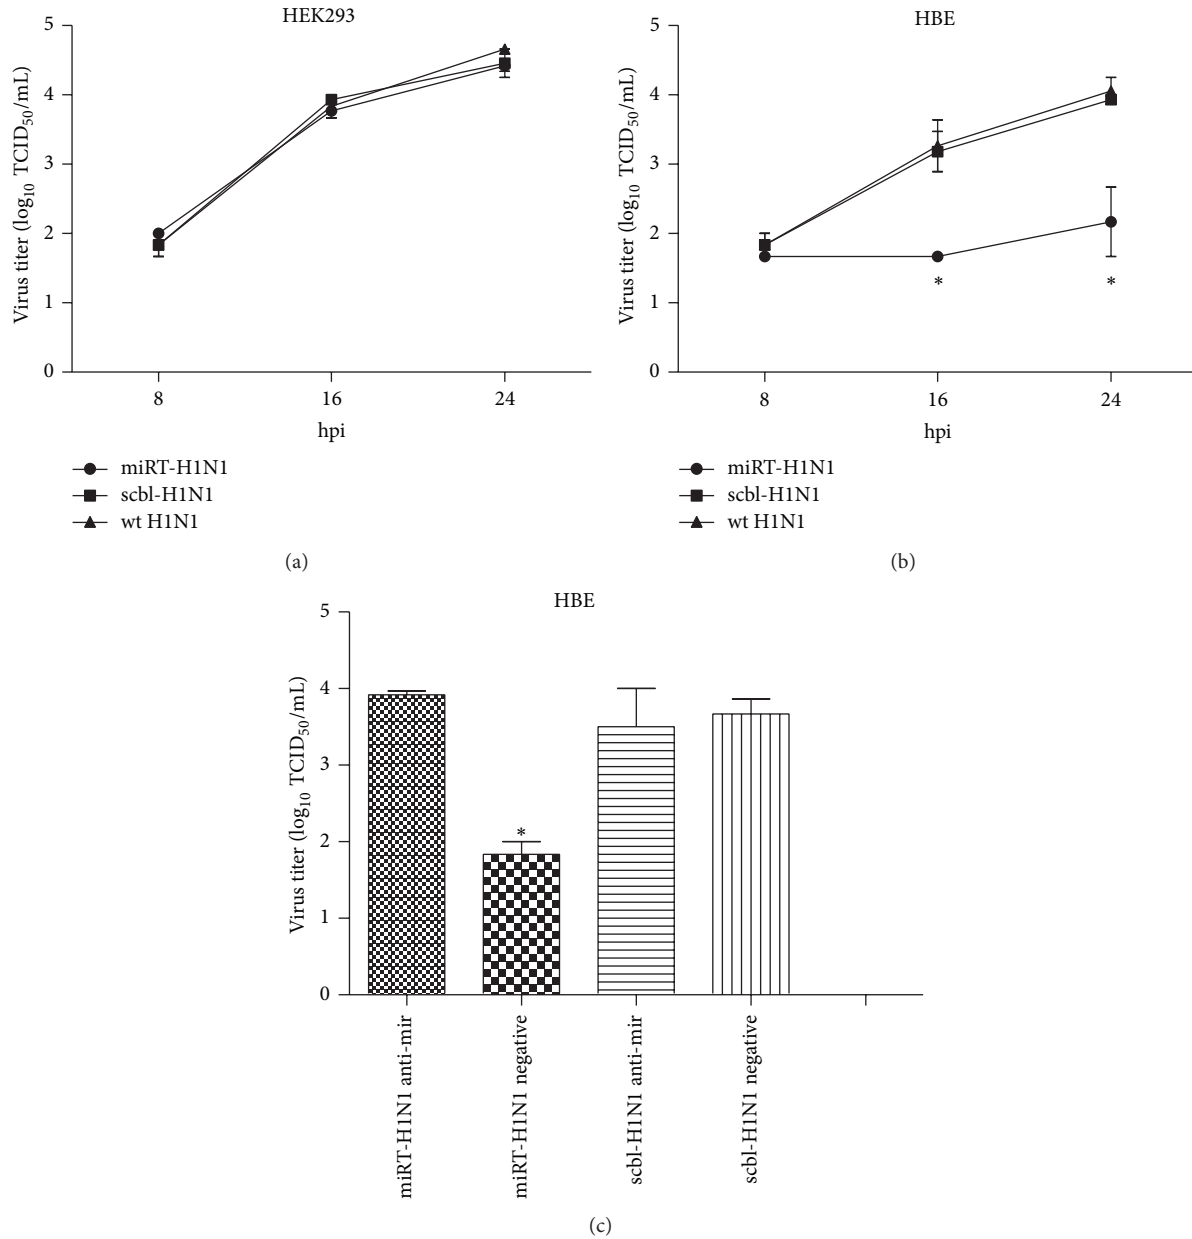 HEK293
Virus titer (log10 TCID50/mL)
5
4
3
2
1
0
8 16 24
hpi
miRT-H1N1
scbl-H1N1
wt H1N1
(a)
HBE
Virus titer (log10 TCID50/mL)
5
4
3
2
1
0
* *
8 16 24
hpi
miRT-H1N1
scbl-H1N1
wt H1N1
(b)
HBE
Virus titer (log10 TCID50/mL)
5
4
3
2
1
0
*
miRT-H1N1 anti-mir
miRT-H1N1 negative
scbl-H1N1 anti-mir
scbl-H1N1 negative
(c)